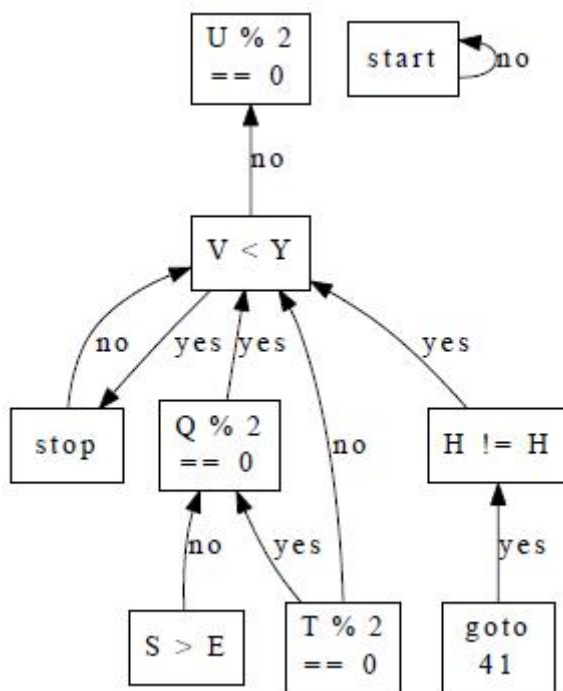 U % 2
== 0
start
no
no
V < Y
no
yes
yes
yes
stop
Q % 2
== 0
no
H != H
no
yes
yes
S > E
T % 2
== 0
goto
41